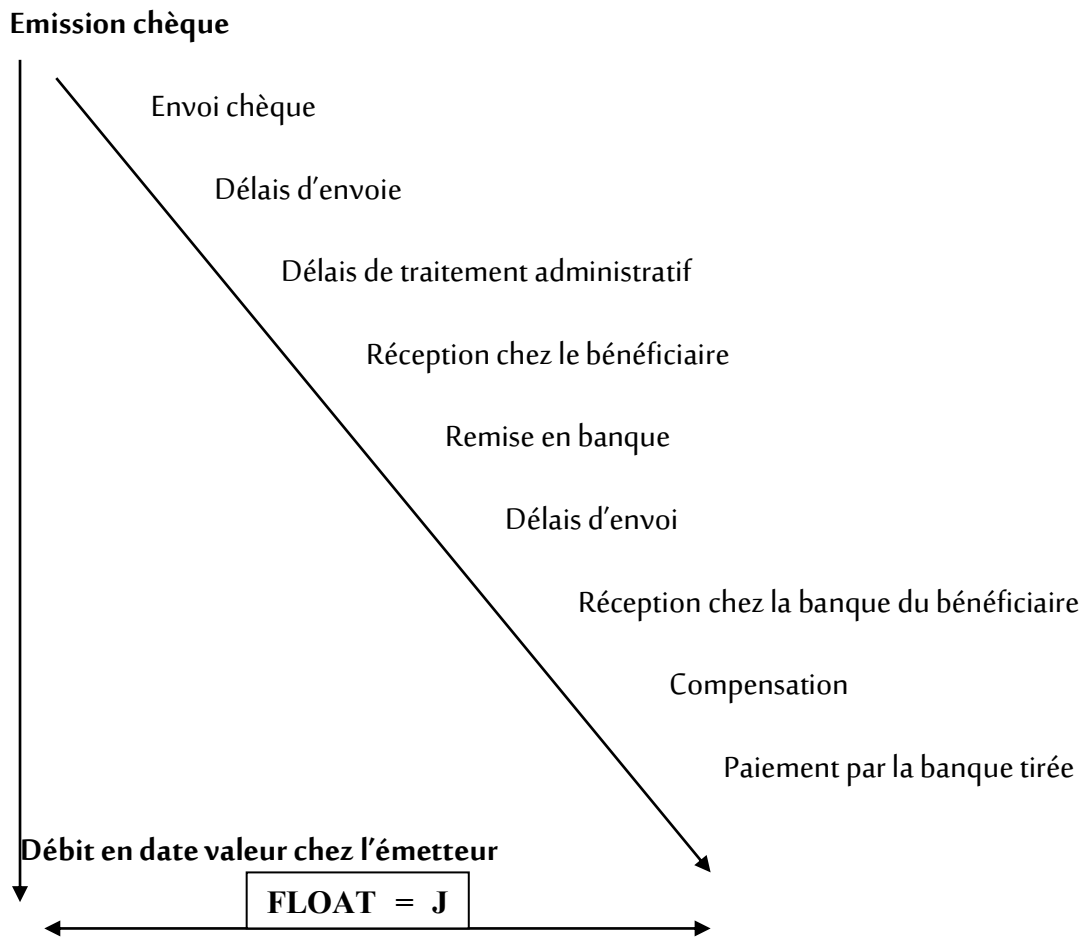 Emission chèque
Envoi chèque
Délais d’envoie
Délais de traitement administratif
Réception chez le bénéficiaire
Remise en banque
Délais d’envoi
Réception chez la banque du bénéficiaire
Compensation
Paiement par la banque tirée
Débit en date valeur chez l’émetteur
FLOAT = J